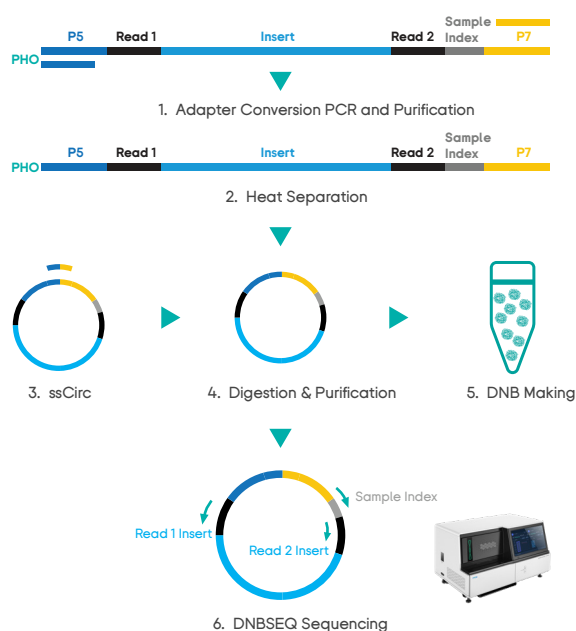 Sample
P5 Read 1 Insert Read 2 Index P7
PHO
1. Adapter Conversion PCR and Purification
Sample
P5 Read 1 Insert Read 2 Index P7
PHO
2. Heat Separation
3. ssCirc
4. Digestion & Purification
5. DNB Making
Sample Index
Read 1 Insert
Read 2 Insert
6. DNBSEQ Sequencing